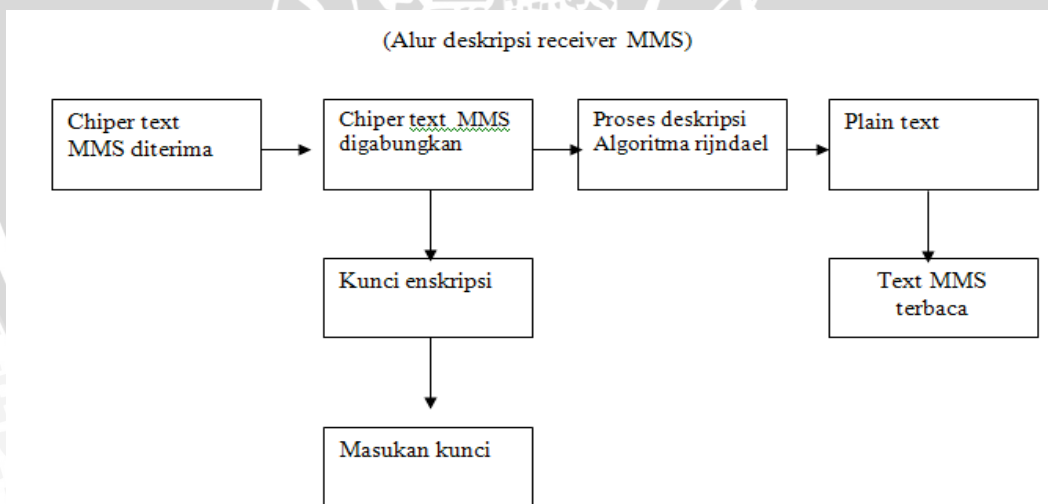 (Alur deskripsi receiver MMS)
Chiper text
MMS diterima
Chiper text MMS
digabungkan
Proses deskripsi
Algoritma rijndael
Plain text
Kunci enskripsi
Text MMS
terbaca
Masukan kunci